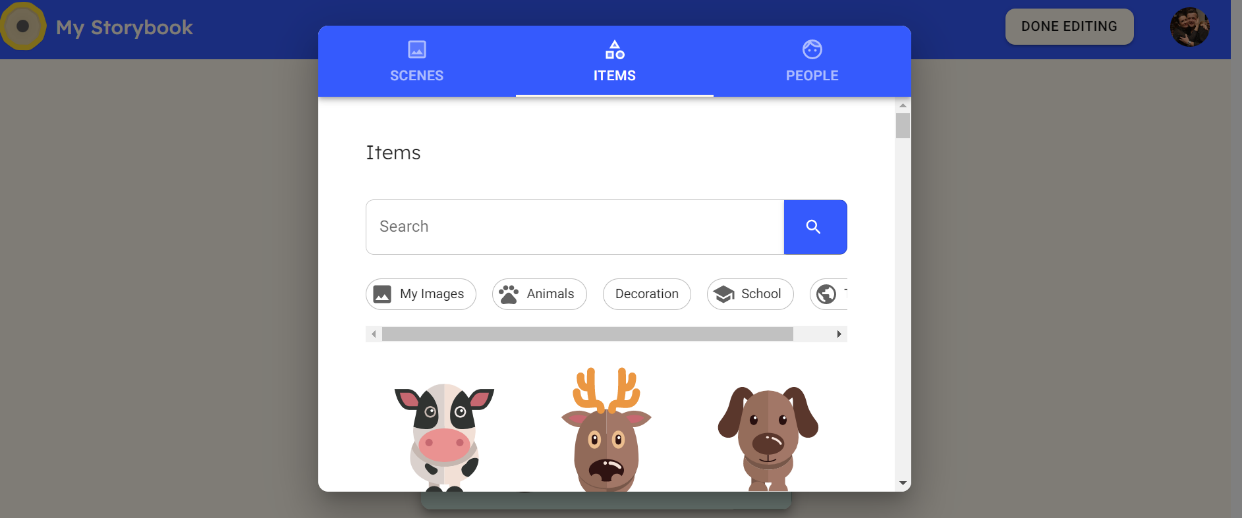 My Storybook
DONE EDITING
SCENES
ITEMS
PEOPLE
Items
Search
My Images
Animals
Decoration
School